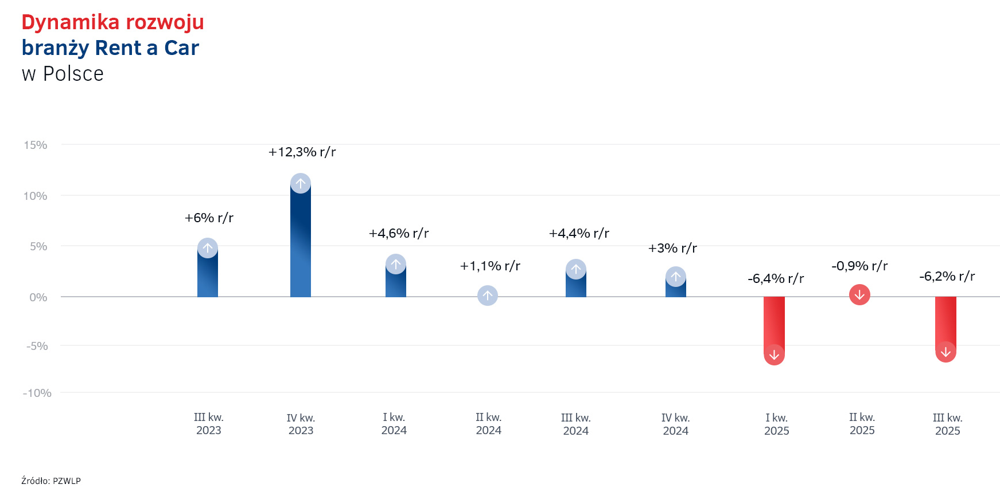 Dynamika rozwoju
branży Rent a Car
w Polsce
15%
10%
5%
0%
-5%
-10%
+6% r/r
+12,3% r/r
+4,6% r/r
+1,1% r/r
+4,4% r/r
+3% r/r
-6,4% r/r
-0,9% r/r
-6,2% r/r
III kw.
2023
IV kw.
2023
I kw.
2024
II kw.
2024
III kw.
2024
IV kw.
2024
I kw.
2025
II kw.
2025
III kw.
2025
Źródło: PZWLP